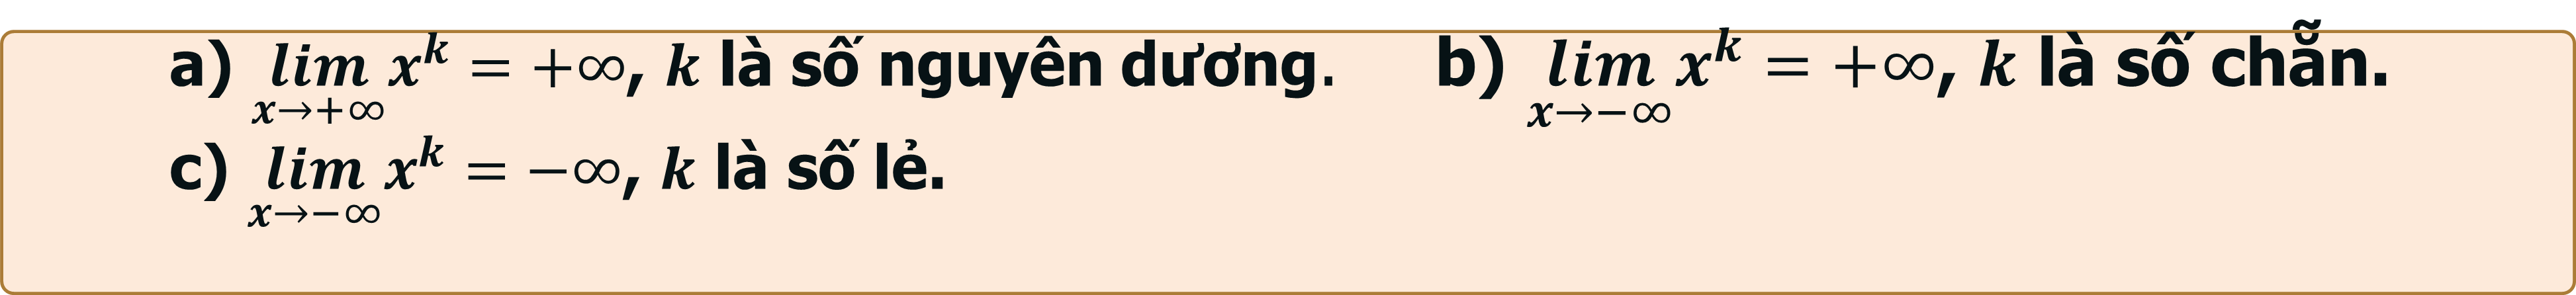 a) lim x→+∞ x^k = +∞, k là số nguyên dương. b) lim x→−∞ x^k = +∞, k là số chẵn.
c) lim x→−∞ x^k = −∞, k là số lẻ.